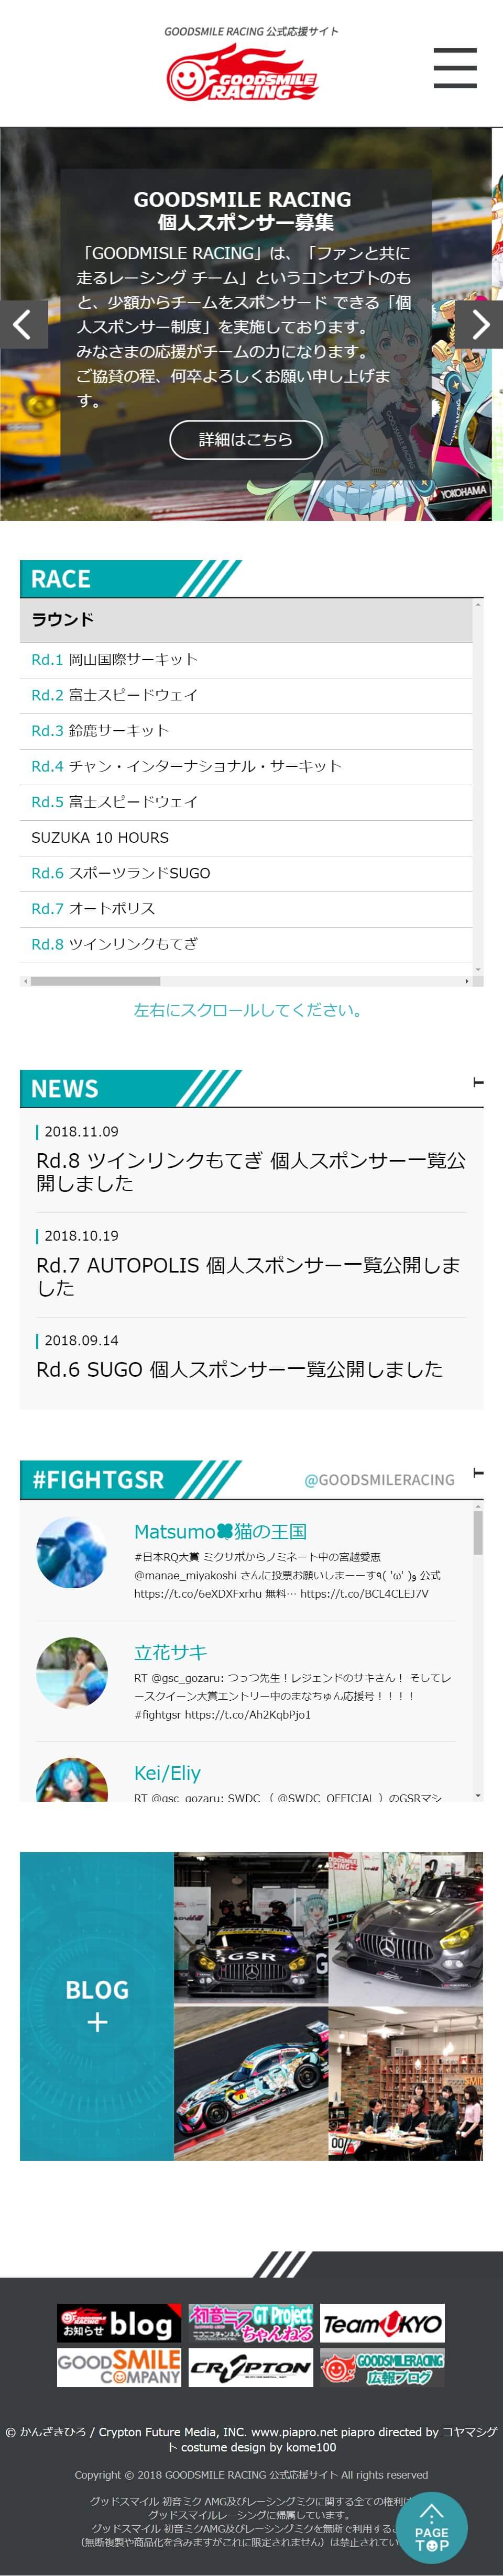 GOODSMILE RACING 公式応援サイト
GOODSMILE
RACING
GOODSMILE RACING
個人スポンサー募集
「GOODMISLE RACING」は、「ファンと共に
走るレーシング チーム」というコンセプトのも
と、少額からチームをスポンサード できる「個
人スポンサー制度」を実施しております。
みなさまの応援がチームの力になります。
ご協賛の程、何卒よろしくお願い申し上げま
す。
詳細はこちら
YOKOHAMA
RACE
ラウンド
Rd.1 岡山国際サーキット
Rd.2 富士スピードウェイ
Rd.3 鈴鹿サーキット
Rd.4 チャン・インターナショナル・サーキット
Rd.5 富士スピードウェイ
SUZUKA 10 HOURS
Rd.6 スポーツランドSUGO
Rd.7 オートポリス
Rd.8 ツインリンクもてぎ
左右にスクロールしてください。
NEWS
2018.11.09
Rd.8 ツインリンクもてぎ 個人スポンサー一覧公
開しました
2018.10.19
Rd.7 AUTOPOLIS 個人スポンサー一覧公開しま
した
2018.09.14
Rd.6 SUGO 個人スポンサー一覧公開しました
#FIGHTGSR @GOODSMILERACING
Matsumo✖猫の王国
#日本RQ大賞 ミクサポからノミネート中の宮越愛恵
@manae_miyakoshi さんに投票お願いしまーーす٩( 'ω' )و 公式
https://t.co/6eXDXFxrhu 無料… https://t.co/BCL4CLEJ7V
立花サキ
RT @gsc_gozaru: つっつ先生！レジェンドのサキさん！ そしてレ
ースクイーン大賞エントリー中のまなちゅん応援号！！！！
#fightgsr https://t.co/Ah2KqbPjo1
Kei/Eliy
RT @gsc_gozaru: SWDC （ @SWDC_OFFICIAL ）のGSRマシ
BLOG
+
GSR
お知らせ blog
初音ミク GT Project
ちゃんねる
TeamUKYO
GOODSMILE
COMPANY
CRYPTON
GOODSMILERACING
広報ブログ
© かんざきひろ / Crypton Future Media, INC. www.piapro.net piapro directed by コヤマシゲ
ト costume design by kome100
Copyright © 2018 GOODSMILE RACING 公式応援サイト All rights reserved
グッドスマイル 初音ミク AMG及びレーシングミクに関する全ての権利は
グッドスマイルレーシングに帰属しています。
グッドスマイル 初音ミクAMG及びレーシングミクを無断で利用するこ
（無断複製や商品化を含みますがこれに限定されません）は禁止されてい
PAGE
TOP